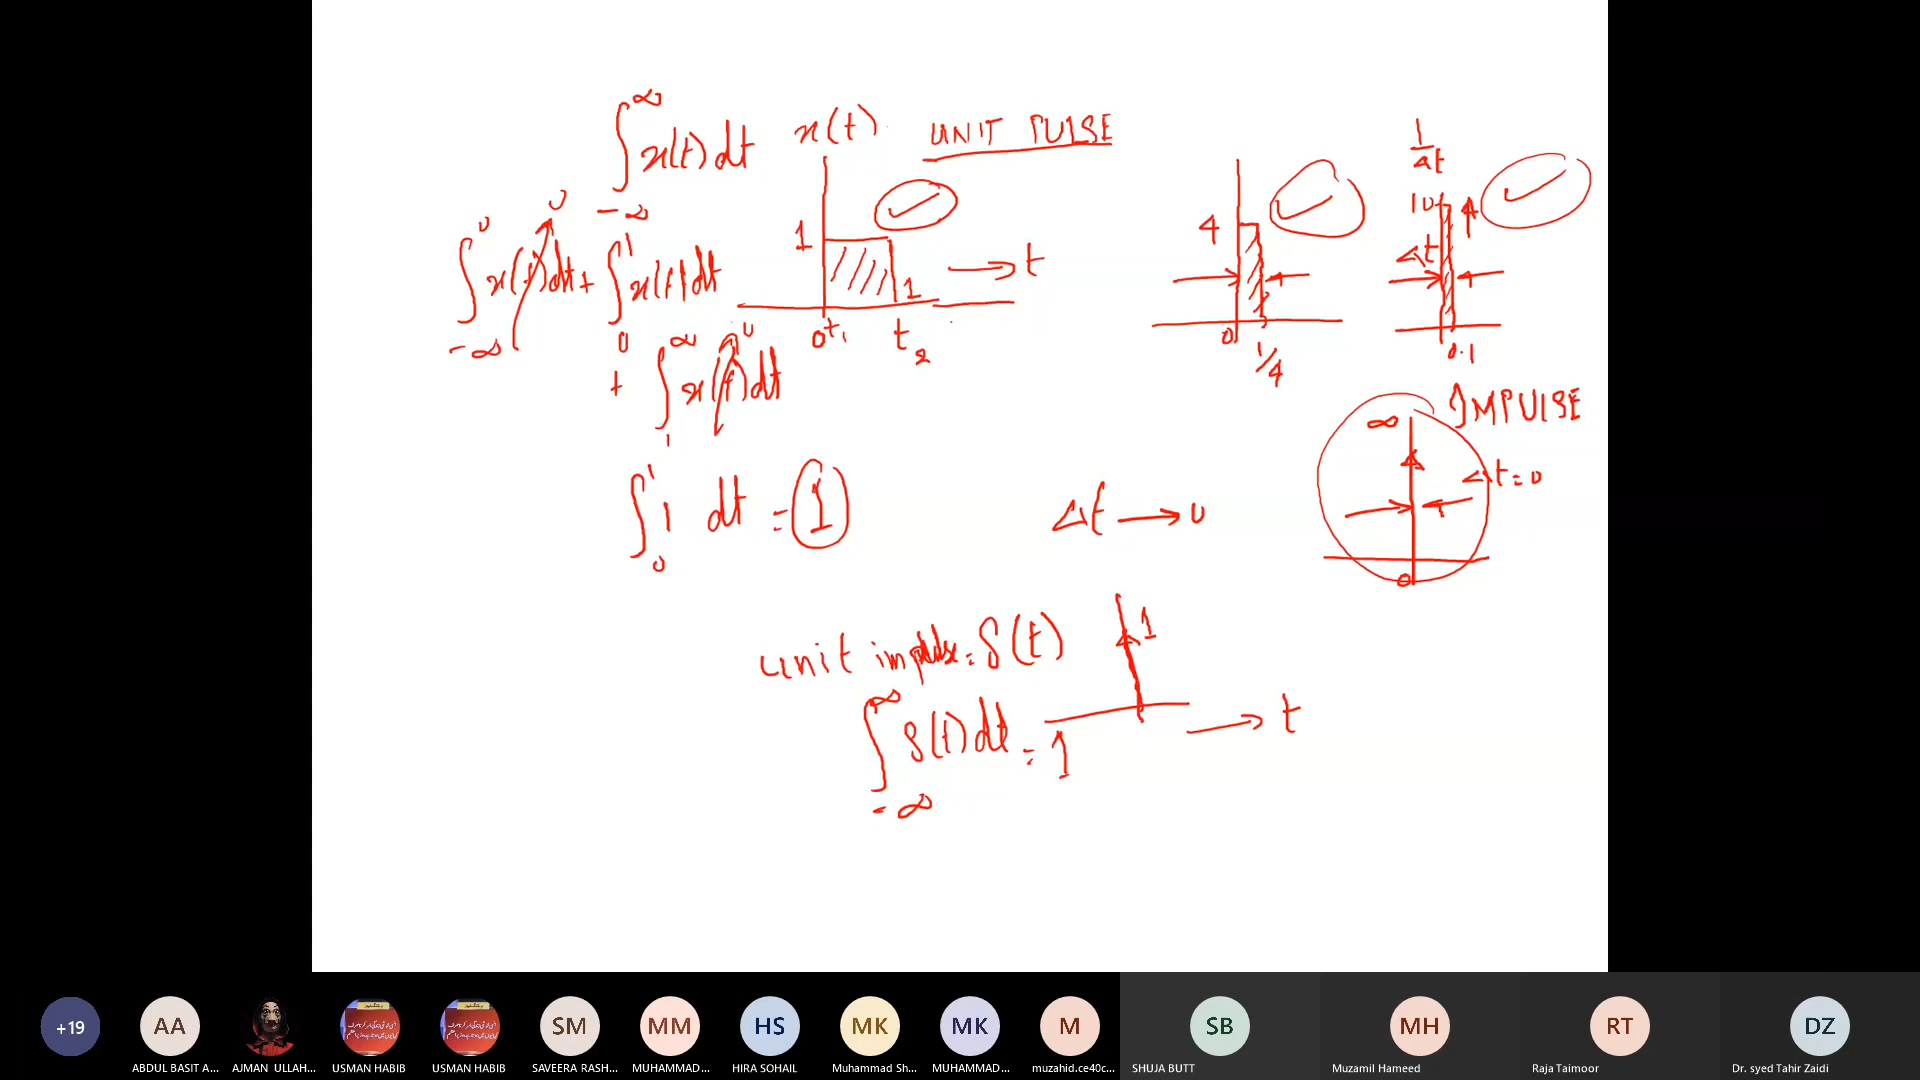 ∫_{-∞}^{∞} x(t) dt
x(t)
UNIT PULSE
1
1
0 t₁
t₂
→ t
∫_{-∞}^{0} x(t) dt + ∫_{0}^{1} x(t) dt
0
+ ∫_{1}^{∞} x(t) dt
0
∫_{0}^{1} 1 dt = 1
4
0
1/4
1/Δt
10
Δt
0.1
IMPULSE
∞
Δt = 0
0
Δt → 0
unit impulse = δ(t)
1
→ t
∫_{-∞}^{∞} δ(t) dt = 1
+19
AA
SM
MM
HS
MK
MK
M
SB
MH
RT
DZ
ABDUL BASIT A...
AJMAN ULLAH...
USMAN HABIB
USMAN HABIB
SAVEERA RASH...
MUHAMMAD...
HIRA SOHAIL
Muhammad Sh...
MUHAMMAD...
muzahid.ce40c...
SHUJA BUTT
Muzamil Hameed
Raja Taimoor
Dr. syed Tahir Zaidi